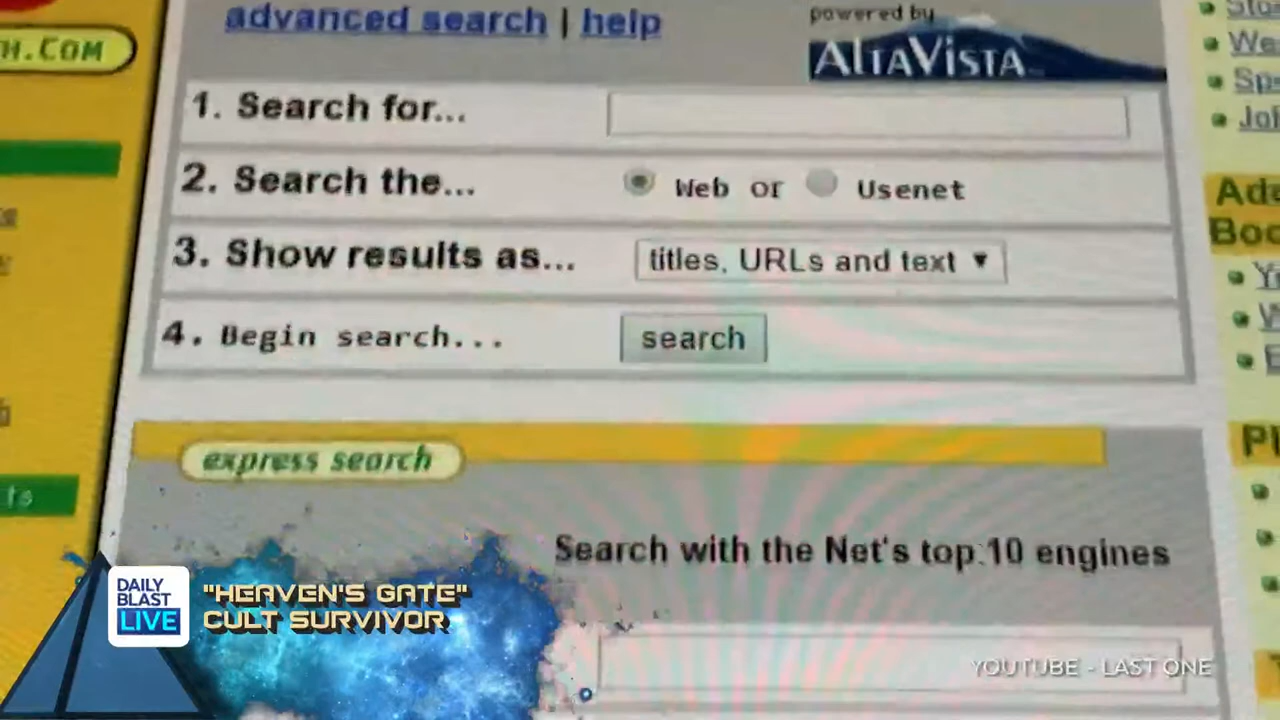 advanced search | help
powered by
ALTAVISTA
H.COM
1. Search for...
2. Search the...
Web or
Usenet
3. Show results as...
titles, URLs and text
4. Begin search...
search
express search
Search with the Net's top 10 engines
DAILY
BLAST
LIVE
"HEAVEN'S GATE"
CULT SURVIVOR
YOUTUBE - LAST ONE